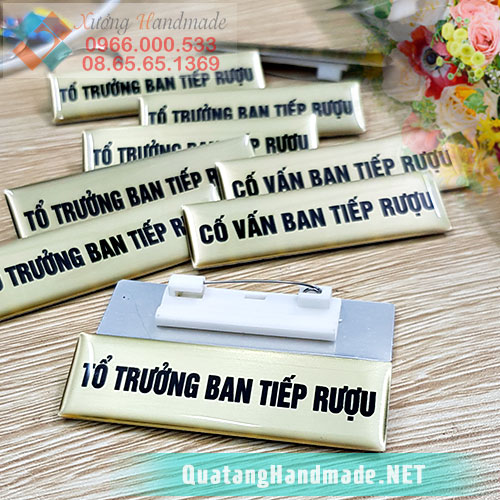 Xưởng Handmade
0966.000.533
08.65.65.1369
TỔ TRƯỞNG BAN TIẾP RƯỢU
TỔ TRƯỞNG BAN TIẾP RƯỢU
TỔ TRƯỞNG BAN TIẾP RƯỢU
CỐ VẤN BAN TIẾP RƯỢU
TỔ TRƯỞNG BAN TIẾP R
CỐ VẤN BAN TIẾP RƯỢU
TRƯỞNG BAN TIẾP R
TỔ TRƯỞNG BAN TIẾP RƯỢU
QuatangHandmade.NET